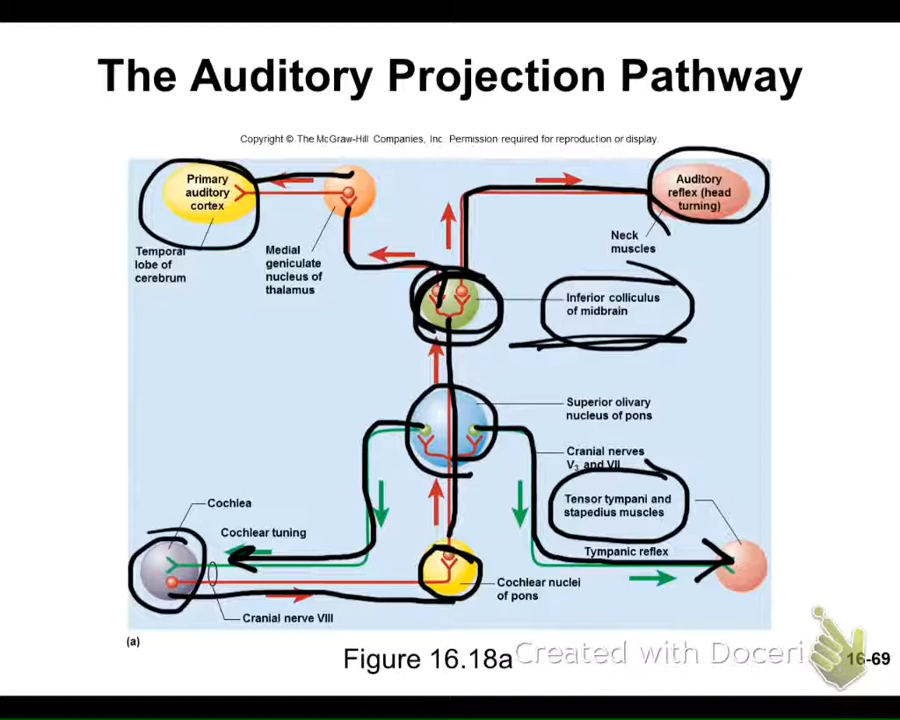 The Auditory Projection Pathway
Copyright © The McGraw-Hill Companies, Inc. Permission required for reproduction or display.
Primary
auditory
cortex
Auditory
reflex (head
turning)
Temporal
lobe of
cerebrum
Medial
geniculate
nucleus of
thalamus
Neck
muscles
Inferior colliculus
of midbrain
Superior olivary
nucleus of pons
Cranial nerves
V3 and VII
Tensor tympani and
stapedius muscles
Cochlea
Cochlear tuning
Tympanic reflex
Cochlear nuclei
of pons
Cranial nerve VIII
(a)
Figure 16.18a
Created with Doceri
16-69